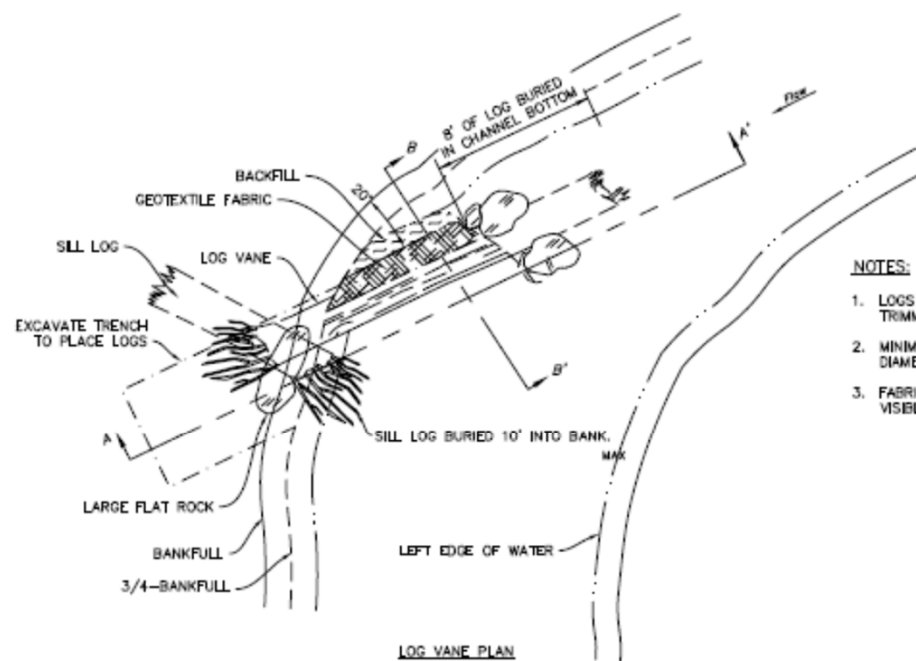 8' OF LOG BURIED
IN CHANNEL BOTTOM
Flow
A'
B
BACKFILL
20°
GEOTEXTILE FABRIC
SILL LOG
LOG VANE
NOTES:
EXCAVATE TRENCH
TO PLACE LOGS
1. LOGS
TRIMM
2. MINIM
DIAME
3. FABRI
VISIBL
B'
A
SILL LOG BURIED 10' INTO BANK.
MAX
LARGE FLAT ROCK
BANKFULL
LEFT EDGE OF WATER
3/4-BANKFULL
LOG VANE PLAN